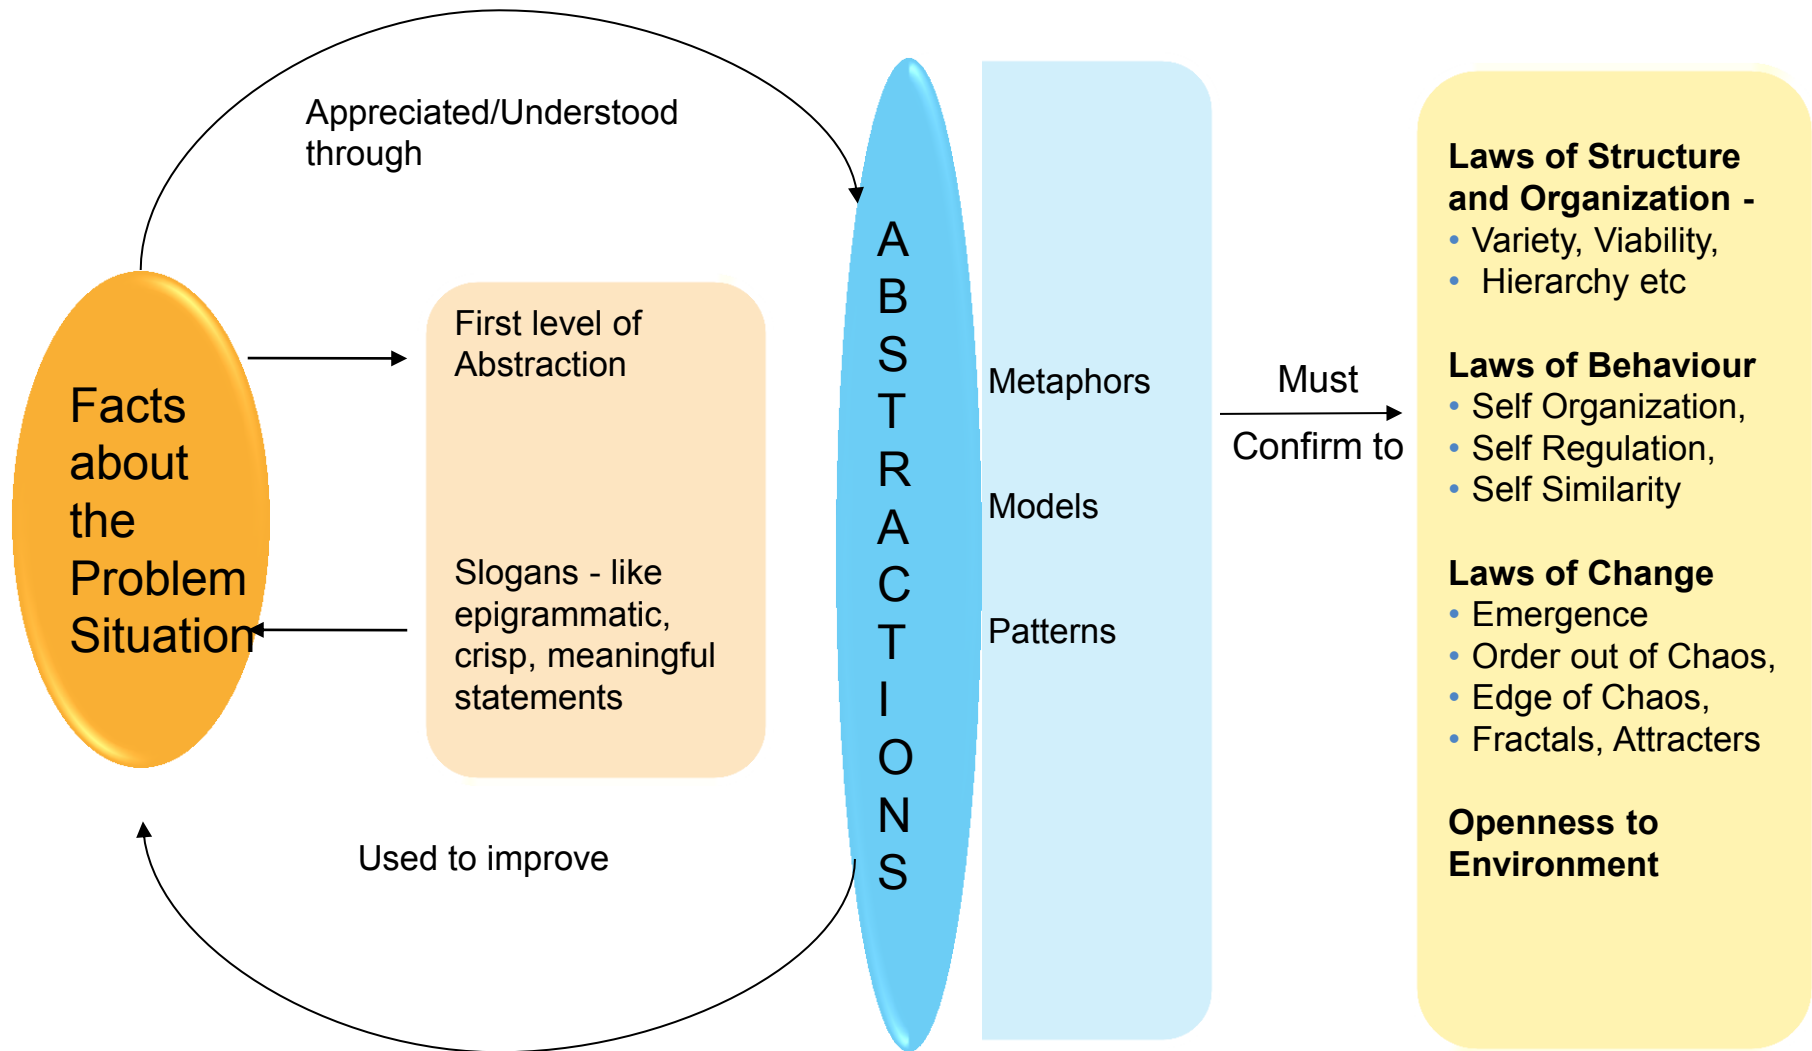 Appreciated/Understood
through
Facts
about
the
Problem
Situation
First level of
Abstraction
Slogans - like
epigrammatic,
crisp, meaningful
statements
Used to improve
A
B
S
T
R
A
C
T
I
O
N
S
Metaphors
Models
Patterns
Must
Confirm to
Laws of Structure
and Organization -
• Variety, Viability,
• Hierarchy etc
Laws of Behaviour
• Self Organization,
• Self Regulation,
• Self Similarity
Laws of Change
• Emergence
• Order out of Chaos,
• Edge of Chaos,
• Fractals, Attracters
Openness to
Environment